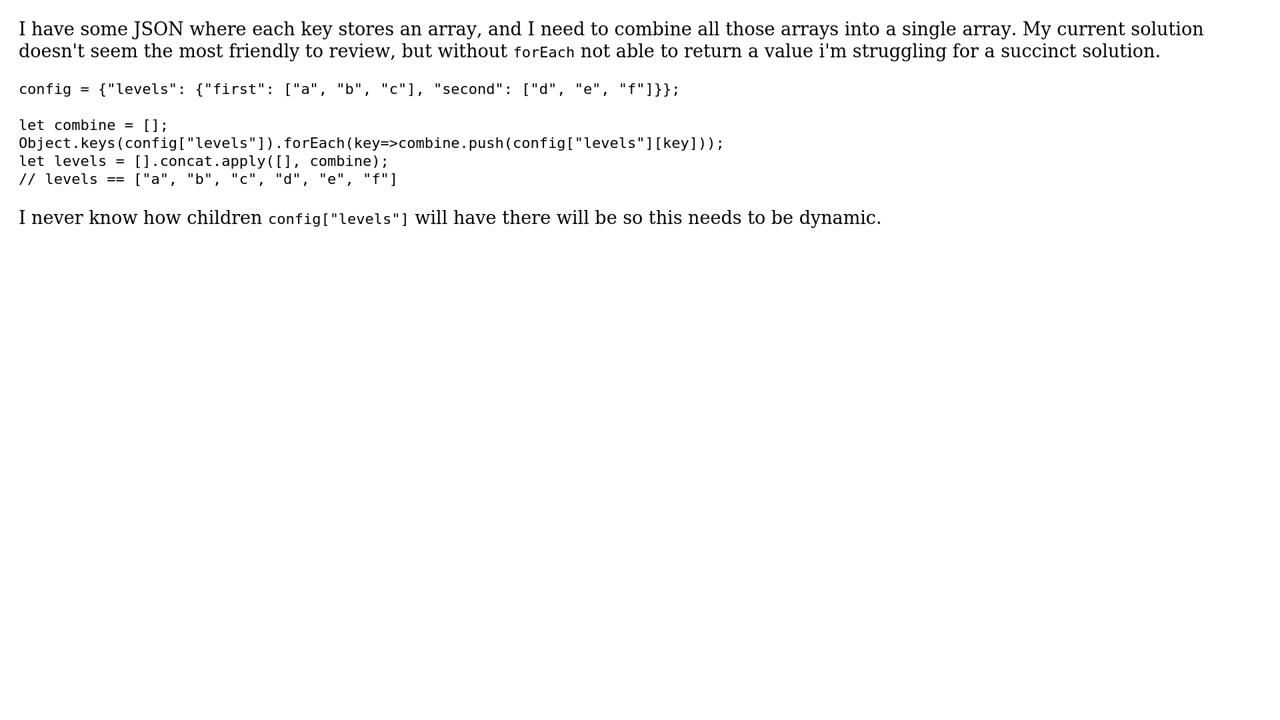 I have some JSON where each key stores an array, and I need to combine all those arrays into a single array. My current solution
doesn't seem the most friendly to review, but without forEach not able to return a value i'm struggling for a succinct solution.
config = {"levels": {"first": ["a", "b", "c"], "second": ["d", "e", "f"]}};
let combine = [];
Object.keys(config["levels"]).forEach(key=>combine.push(config["levels"][key]));
let levels = [].concat.apply([], combine);
// levels == ["a", "b", "c", "d", "e", "f"]
I never know how children config["levels"] will have there will be so this needs to be dynamic.